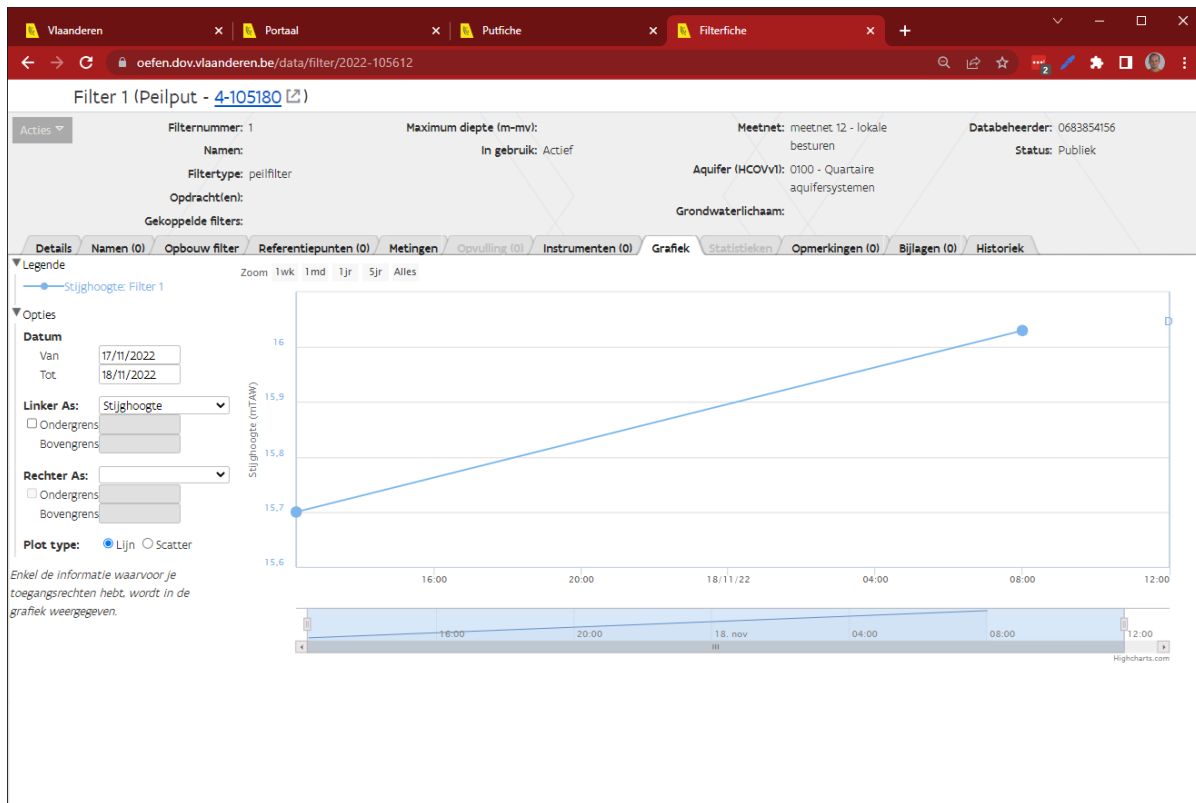 Vlaanderen
Portaal
Putfiche
Filterfiche
oefen.dov.vlaanderen.be/data/filter/2022-105612
2
Filter 1 (Peilput - 4-105180)
Acties
Filternummer: 1
Namen:
Filtertype: peilfilter
Opdracht(en):
Gekoppelde filters:
Maximum diepte (m-mv):
In gebruik: Actief
Meetnet: meetnet 12 - lokale
besturen
Aquifer (HCOVv1): 0100 - Quartaire
aquifersystemen
Grondwaterlichaam:
Databeheerder: 0683854156
Status: Publiek
Details Namen (0) Opbouw filter Referentiepunten (0) Metingen Opvulling (0) Instrumenten (0) Grafiek Statistieken Opmerkingen (0) Bijlagen (0) Historiek
Legende
Stijghoogte: Filter 1
Opties
Datum
Van 17/11/2022
Tot 18/11/2022
Linker As: Stijghoogte
Ondergrens
Bovengrens
Rechter As:
Ondergrens
Bovengrens
Plot type: Lijn Scatter
Enkel de informatie waarvoor je
toegangsrechten hebt, wordt in de
grafiek weergegeven.
Zoom 1wk 1md 1jr 5jr Alles
D
16
15,9
15,8
15,7
15,6
Stijghoogte (mTAW)
16:00 20:00 18/11/22 04:00 08:00 12:00
16:00 20:00 18. nov 04:00 08:00 12:00
Highcharts.com